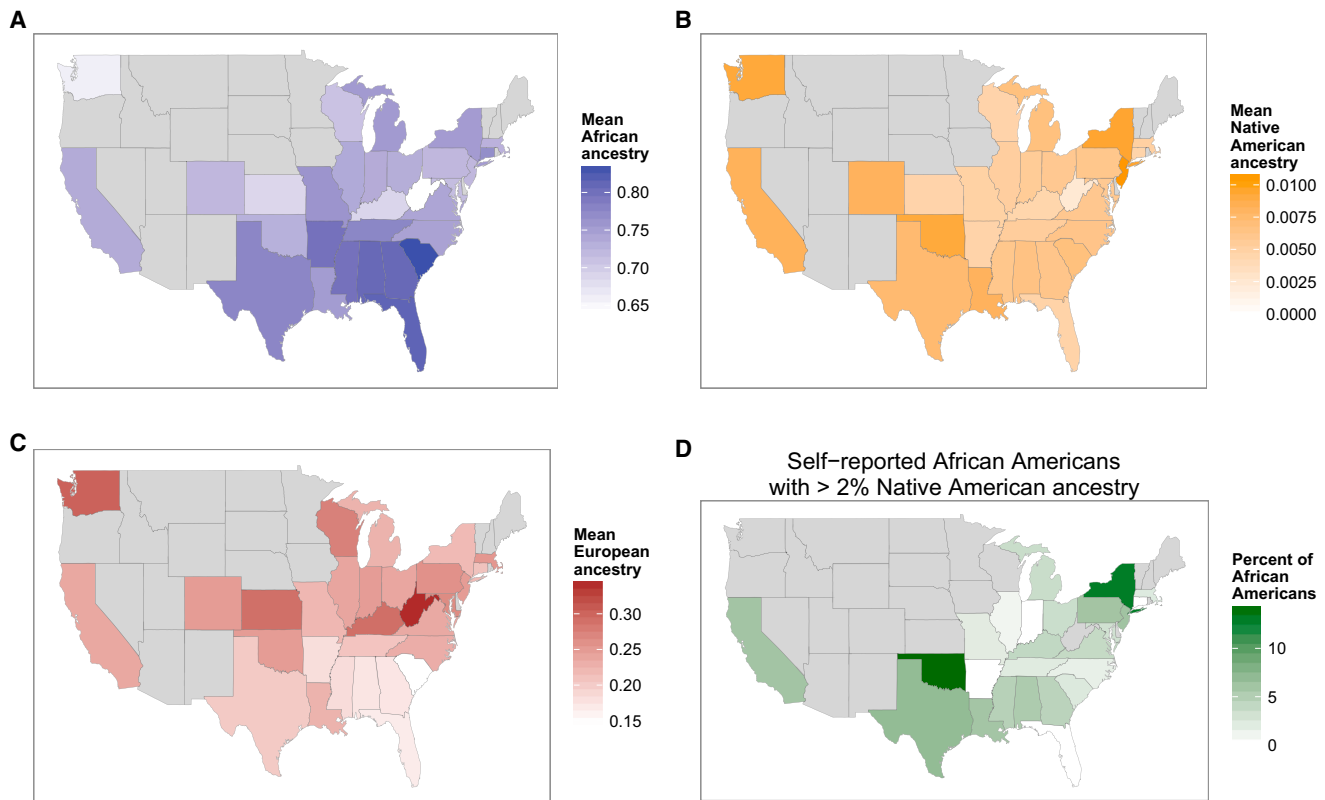 A
Mean
African
ancestry
0.80
0.75
0.70
0.65
B
Mean
Native
American
ancestry
0.0100
0.0075
0.0050
0.0025
0.0000
C
Mean
European
ancestry
0.30
0.25
0.20
0.15
D
Self−reported African Americans
with > 2% Native American ancestry
Percent of
African
Americans
10
5
0